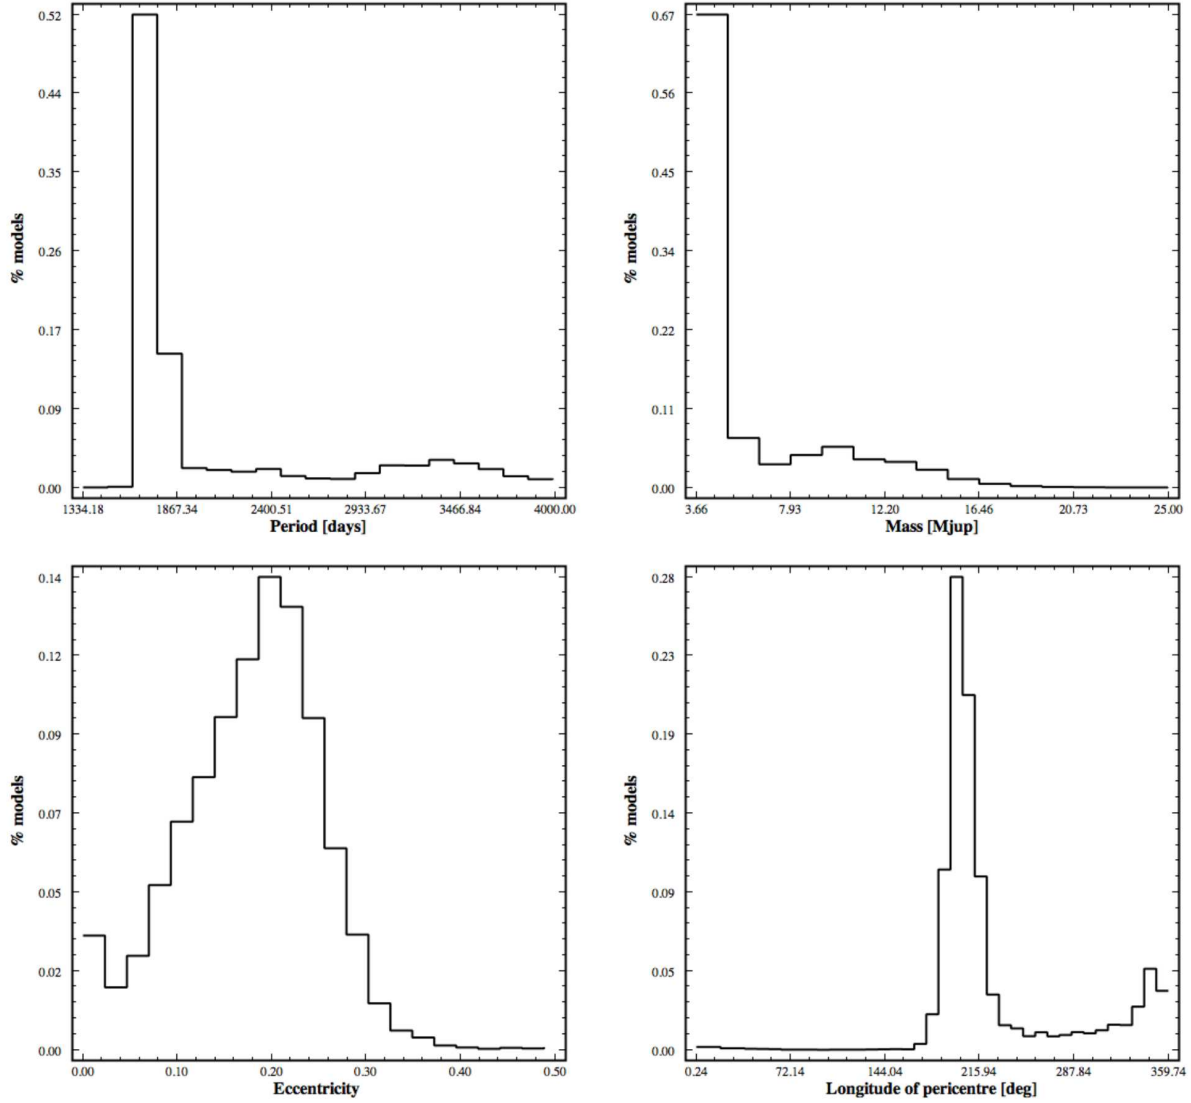 0.52
0.44
0.35
0.26
0.17
0.09
0.00
% models
1334.18 1867.34 2400.51 2933.67 3466.84 4000.00
Period [days]
0.67
0.56
0.45
0.34
0.22
0.11
0.00
% models
3.66 7.93 12.20 16.46 20.73 25.00
Mass [Mjup]
0.14
0.12
0.09
0.07
0.05
0.02
0.00
% models
0.00 0.10 0.20 0.30 0.40 0.50
Eccentricity
0.28
0.23
0.19
0.14
0.09
0.05
0.00
% models
0.24 72.14 144.04 215.94 287.84 359.74
Longitude of pericentre [deg]